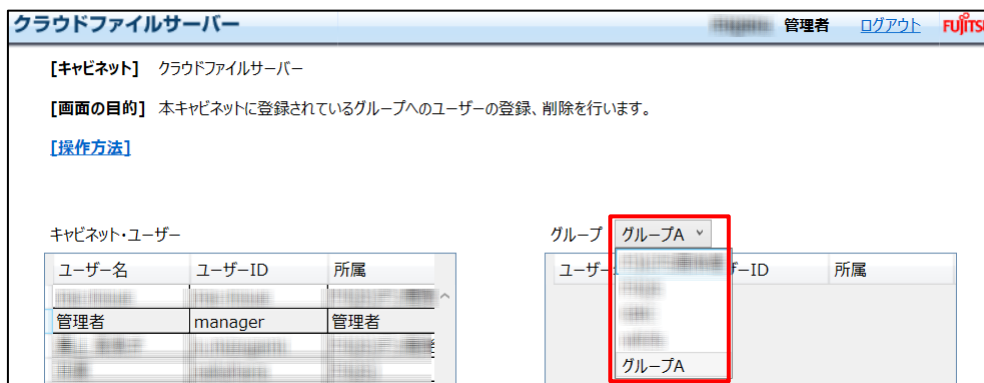 クラウドファイルサーバー 管理者 ログアウト FUJITSU
[キャビネット] クラウドファイルサーバー
[画面の目的] 本キャビネットに登録されているグループへのユーザーの登録、削除を行います。
[操作方法]
キャビネット・ユーザー
ユーザー名 ユーザーID 所属
管理者 manager 管理者
グループ グループA
所属
グループA